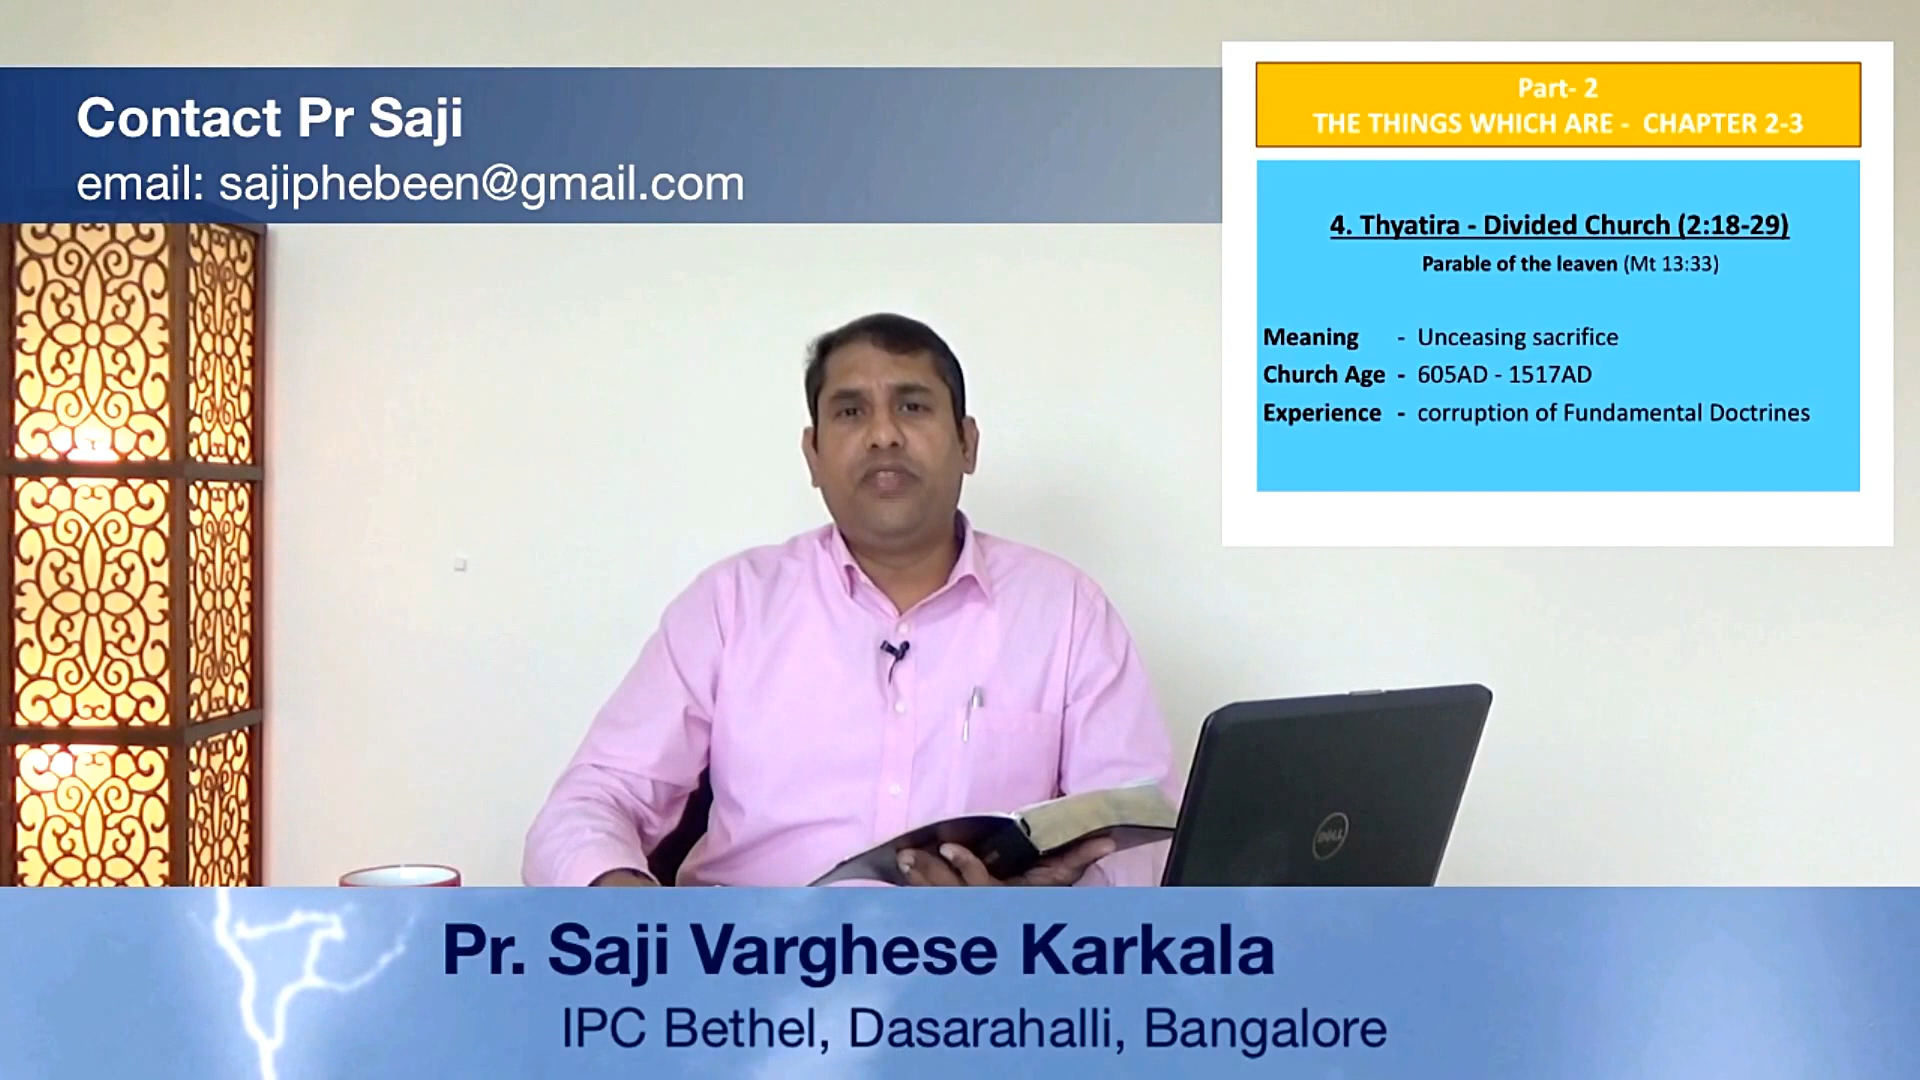 Contact Pr Saji
email: sajiphebeen@gmail.com
Part- 2
THE THINGS WHICH ARE - CHAPTER 2-3
4. Thyatira - Divided Church (2:18-29)
Parable of the leaven (Mt 13:33)
Meaning - Unceasing sacrifice
Church Age - 605AD - 1517AD
Experience - corruption of Fundamental Doctrines
DELL
Pr. Saji Varghese Karkala
IPC Bethel, Dasarahalli, Bangalore